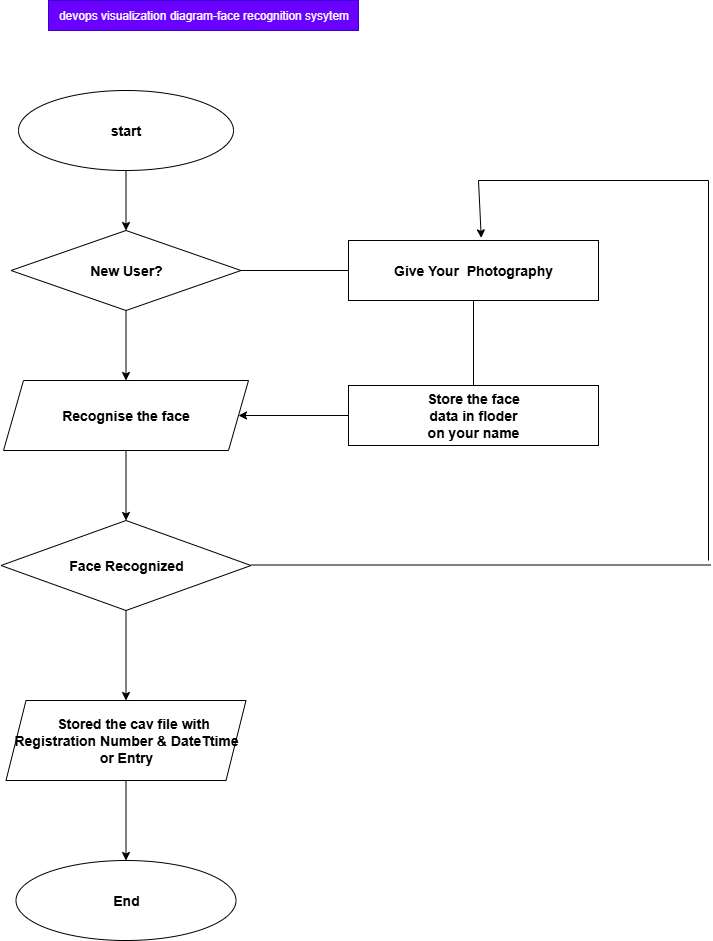 devops visualization diagram-face recognition sysytem
start
New User?
Give Your  Photography
Recognise the face
Store the face
data in floder
on your name
Face Recognized
Stored the cav file with
Registration Number & DateTtime
or Entry
End